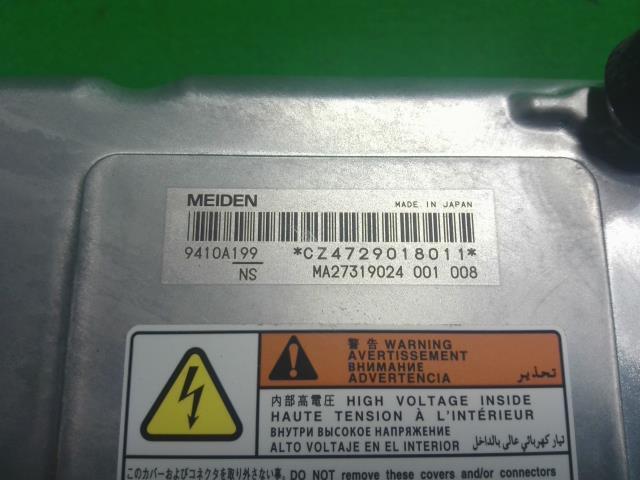 MEIDEN MADE IN JAPAN
9410A199 *CZ4729018011*
NS MA27319024 001 008
警告 WARNING
AVERTISSEMENT
ВНИМАНИЕ
ADVERTENCIA تحذير
内部高電圧 HIGH VOLTAGE INSIDE
HAUTE TENSION À L'INTÉRIEUR
ВНУТРИ ВЫСОКОЕ НАПРЯЖЕНИЕ
ALTO VOLTAJE EN EL INTERIOR تيار كهربائي عالي بالداخل
このカバーおよびコネクタを取り外さない事。 DO NOT remove these covers and/or connectors